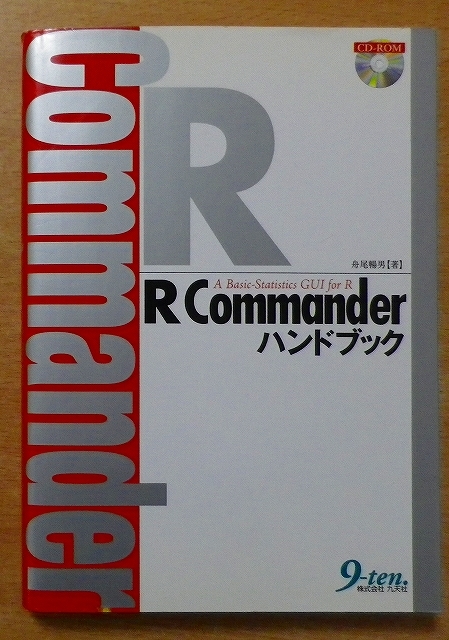 Commander
CD-ROM
R
舟尾暢男【著】
A Basic-Statistics GUI for R
R Commander
ハンドブック
9-ten.
株式会社 九天社